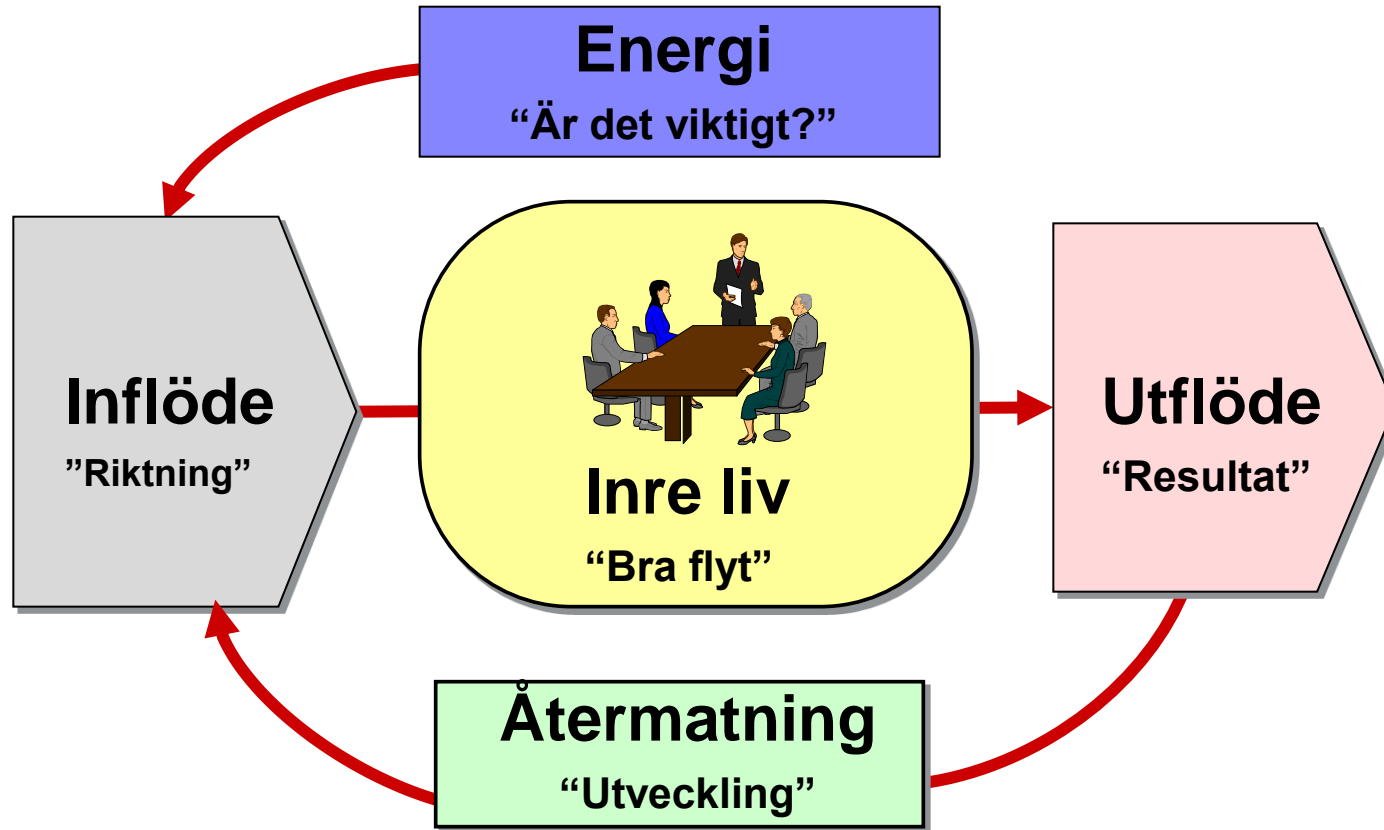 Energi
“Är det viktigt?”
Inflöde
”Riktning”
Inre liv
“Bra flyt”
Utflöde
“Resultat”
Återmatning
“Utveckling”